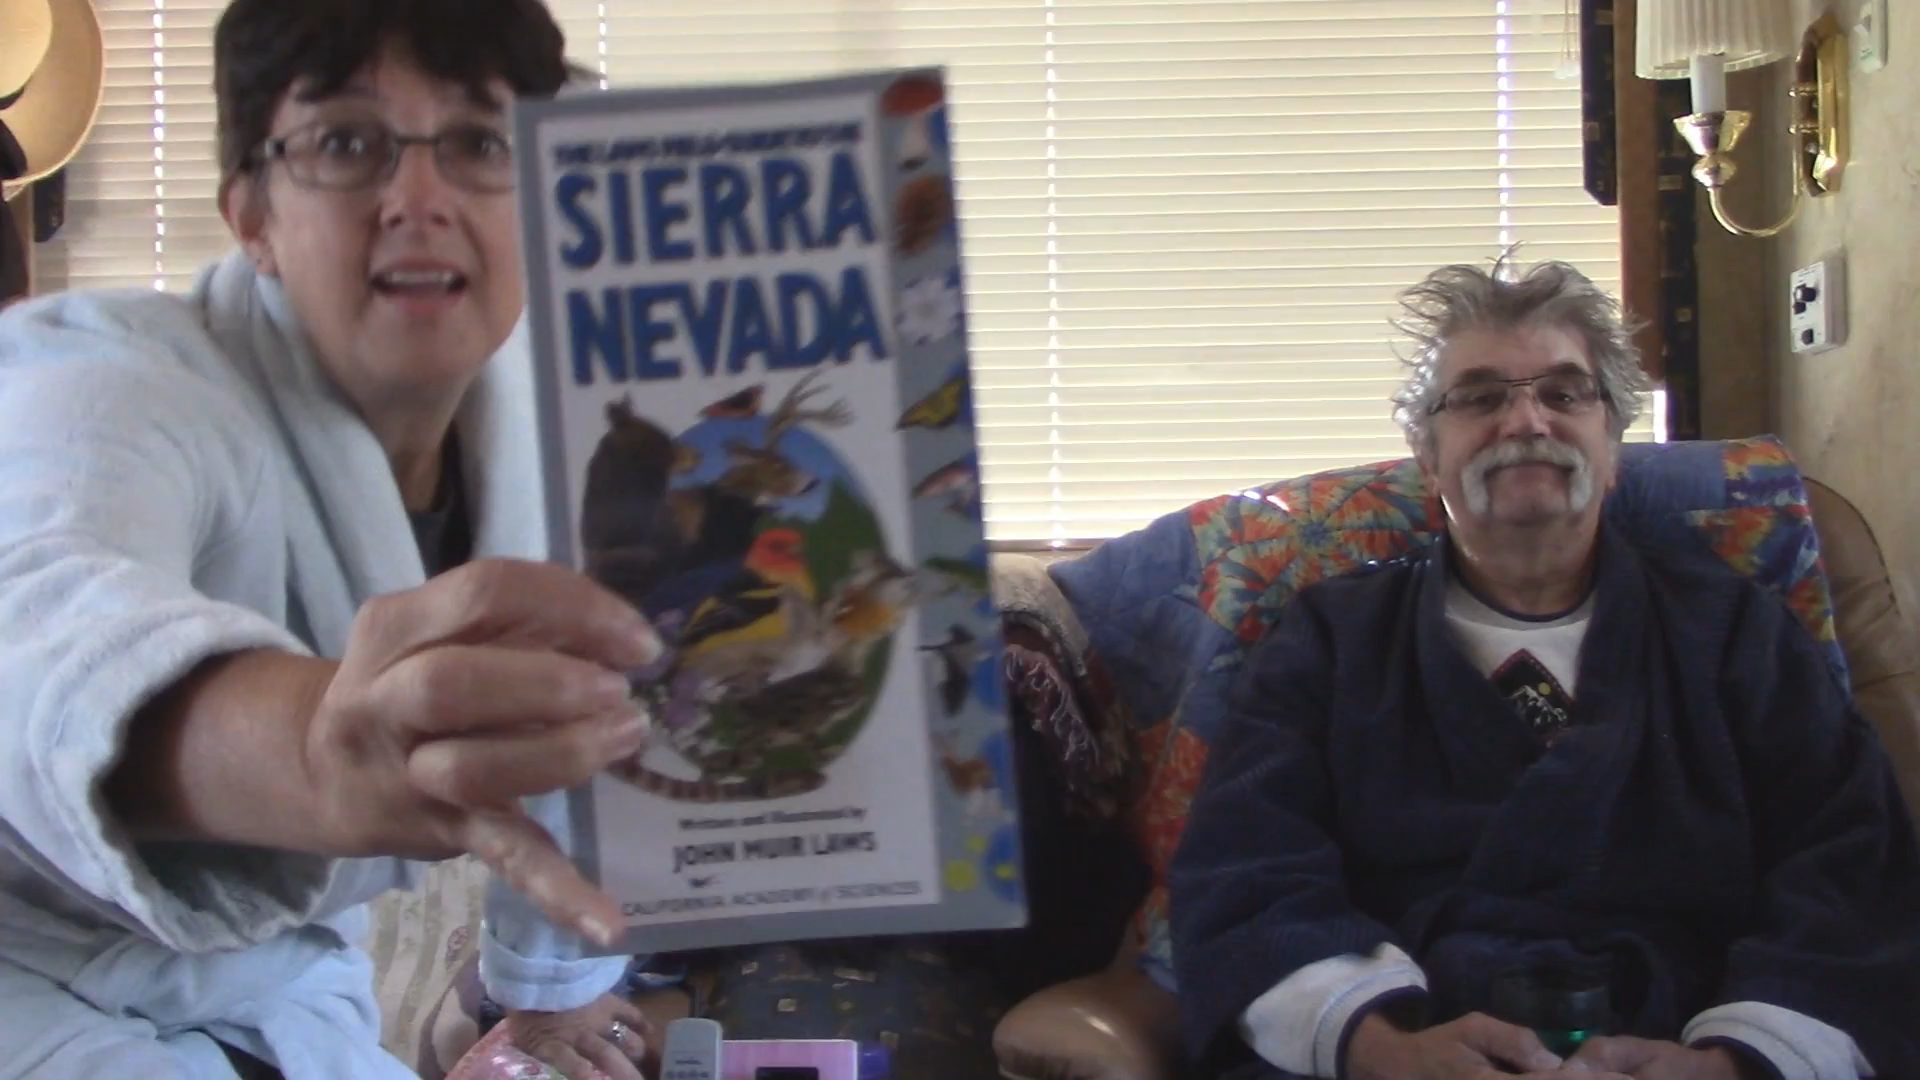 THE LAWS FIELD GUIDE TO THE
SIERRA
NEVADA
Written and Illustrated by
JOHN MUIR LAWS
CALIFORNIA ACADEMY of SCIENCES